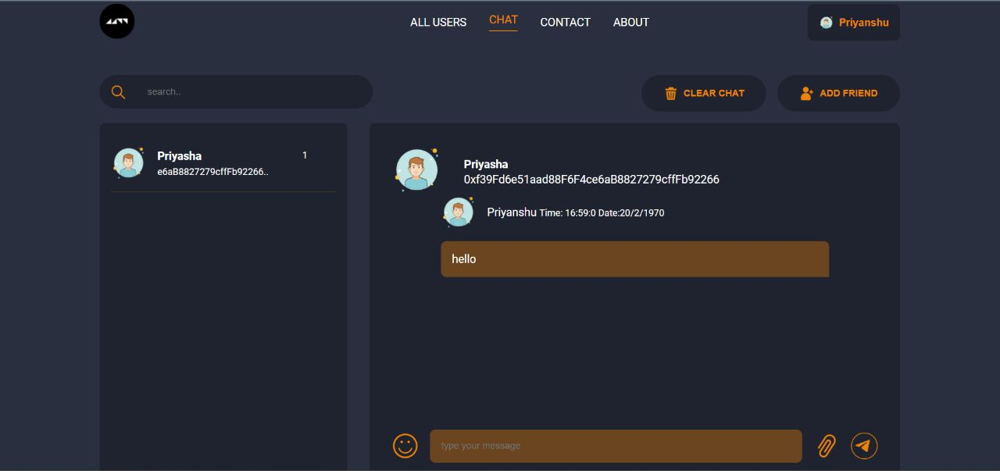 ALL USERS CHAT CONTACT ABOUT Priyanshu
search.. CLEAR CHAT ADD FRIEND
Priyasha 1
e6aB8827279cffFb92266..
Priyasha
0xf39Fd6e51aad88F6F4ce6aB8827279cffFb92266
Priyanshu Time: 16:59:0 Date:20/2/1970
hello
type your message